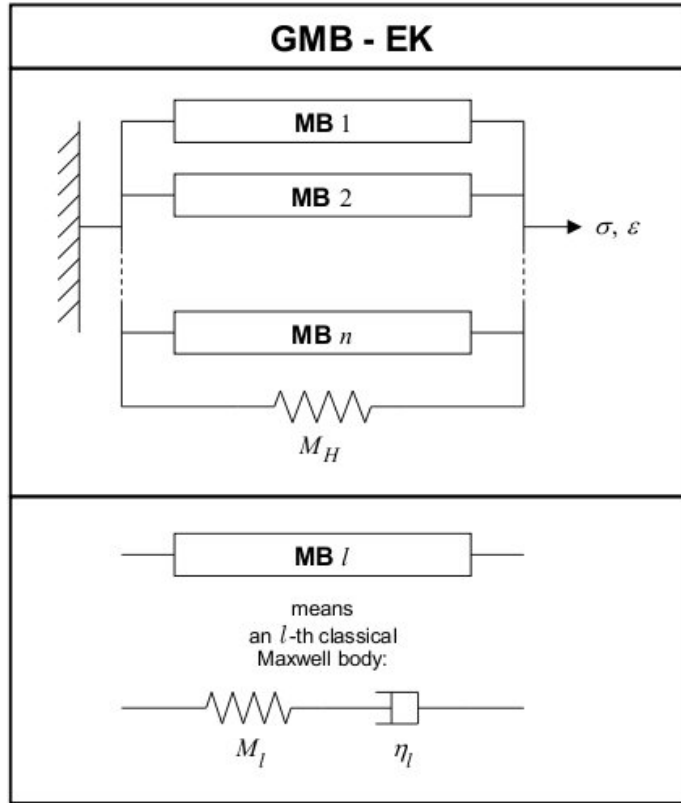 GMB - EK
MB 1
MB 2
σ, ε
MB n
M_H
MB l
means
an l-th classical
Maxwell body:
M_l η_l